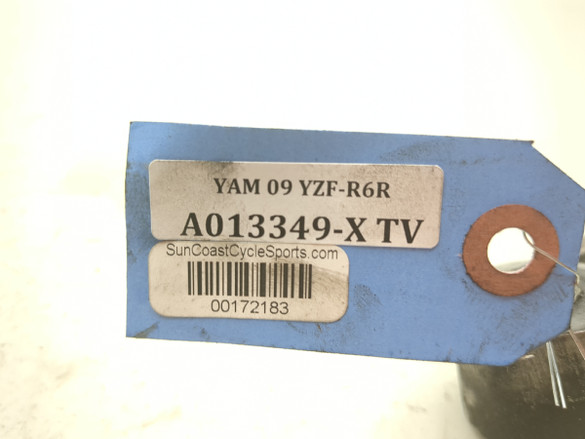 YAM 09 YZF-R6R
A013349-X TV
SunCoastCycleSports.com
00172183